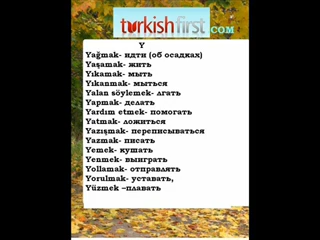 turkishfirst.COM
Y
Yağmak- идти (об осадках)
Yaşamak- жить
Yıkamak- мыть
Yıkanmak- мыться
Yalan söylemek- лгать
Yapmak- делать
Yardım etmek- помогать
Yatmak- ложиться
Yazışmak- переписываться
Yazmak- писать
Yemek- кушать
Yenmek- выиграть
Yollamak- отправлять
Yorulmak- уставать,
Yüzmek –плавать